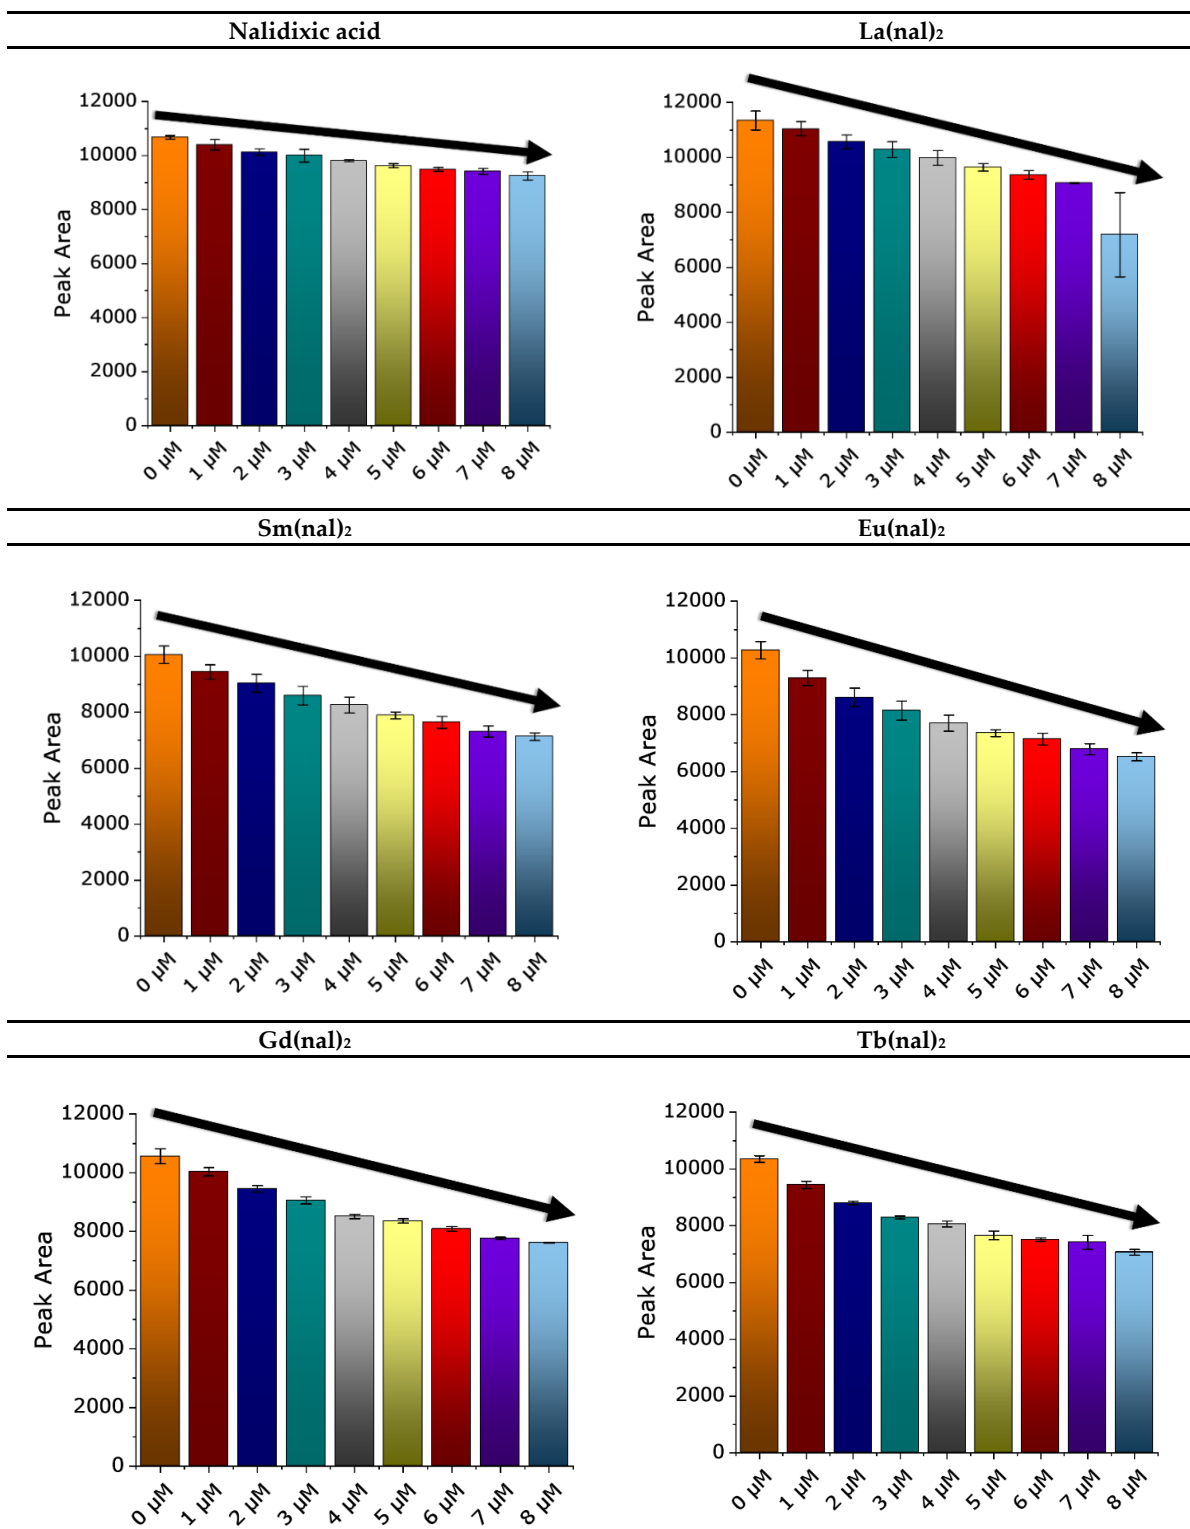 Nalidixic acid
La(nal)₂
12000
10000
8000
6000
4000
2000
0
Peak Area
0 µM
1 µM
2 µM
3 µM
4 µM
5 µM
6 µM
7 µM
8 µM
12000
10000
8000
6000
4000
2000
0
Peak Area
0 µM
1 µM
2 µM
3 µM
4 µM
5 µM
6 µM
7 µM
8 µM
Sm(nal)₂
Eu(nal)₂
12000
10000
8000
6000
4000
2000
0
Peak Area
0 µM
1 µM
2 µM
3 µM
4 µM
5 µM
6 µM
7 µM
8 µM
12000
10000
8000
6000
4000
2000
0
Peak Area
0 µM
1 µM
2 µM
3 µM
4 µM
5 µM
6 µM
7 µM
8 µM
Gd(nal)₂
Tb(nal)₂
12000
10000
8000
6000
4000
2000
0
Peak Area
0 µM
1 µM
2 µM
3 µM
4 µM
5 µM
6 µM
7 µM
8 µM
12000
10000
8000
6000
4000
2000
0
Peak Area
0 µM
1 µM
2 µM
3 µM
4 µM
5 µM
6 µM
7 µM
8 µM